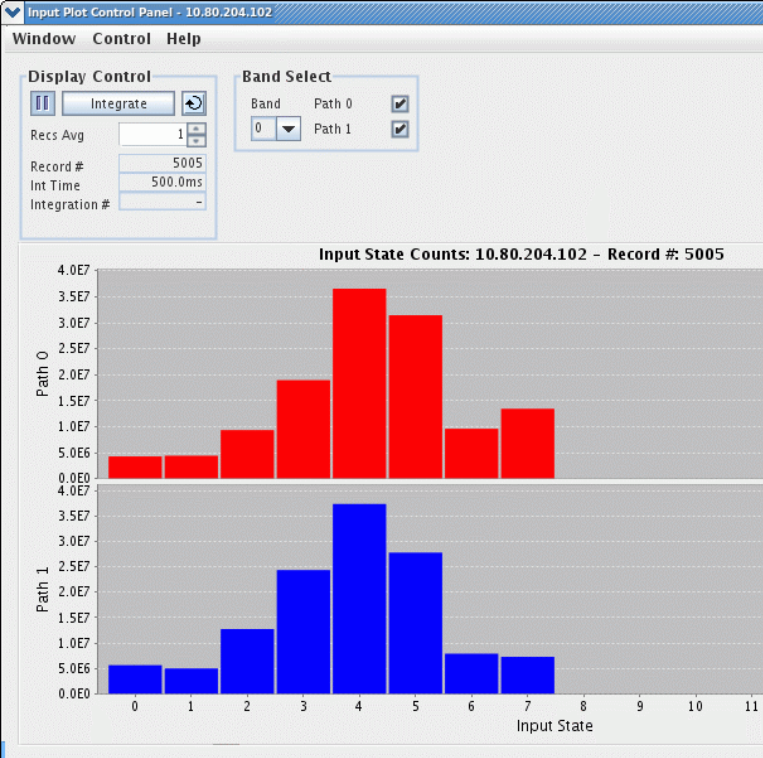 Input Plot Control Panel - 10.80.204.102
Window Control Help
Display Control
Integrate
Recs Avg 1
Record # 5005
Int Time 500.0ms
Integration # -
Band Select
Band Path 0
0 Path 1
Input State Counts: 10.80.204.102 - Record #: 5005
4.0E7
3.5E7
3.0E7
2.5E7
2.0E7
1.5E7
1.0E7
5.0E6
0.0E0
Path 0
4.0E7
3.5E7
3.0E7
2.5E7
2.0E7
1.5E7
1.0E7
5.0E6
0.0E0
Path 1
0 1 2 3 4 5 6 7 8 9 10 11
Input State